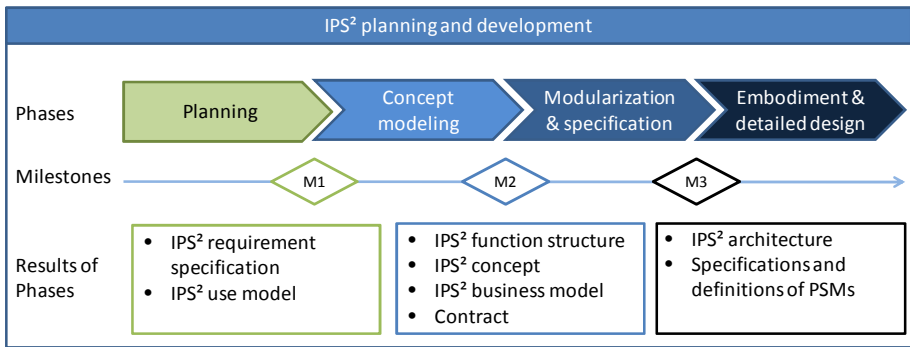 IPS² planning and development
Phases
Planning
Concept
modeling
Modularization
& specification
Embodiment &
detailed design
Milestones
M1
M2
M3
Results of
Phases
• IPS² requirement
specification
• IPS² use model
• IPS² function structure
• IPS² concept
• IPS² business model
• Contract
• IPS² architecture
• Specifications and
definitions of PSMs